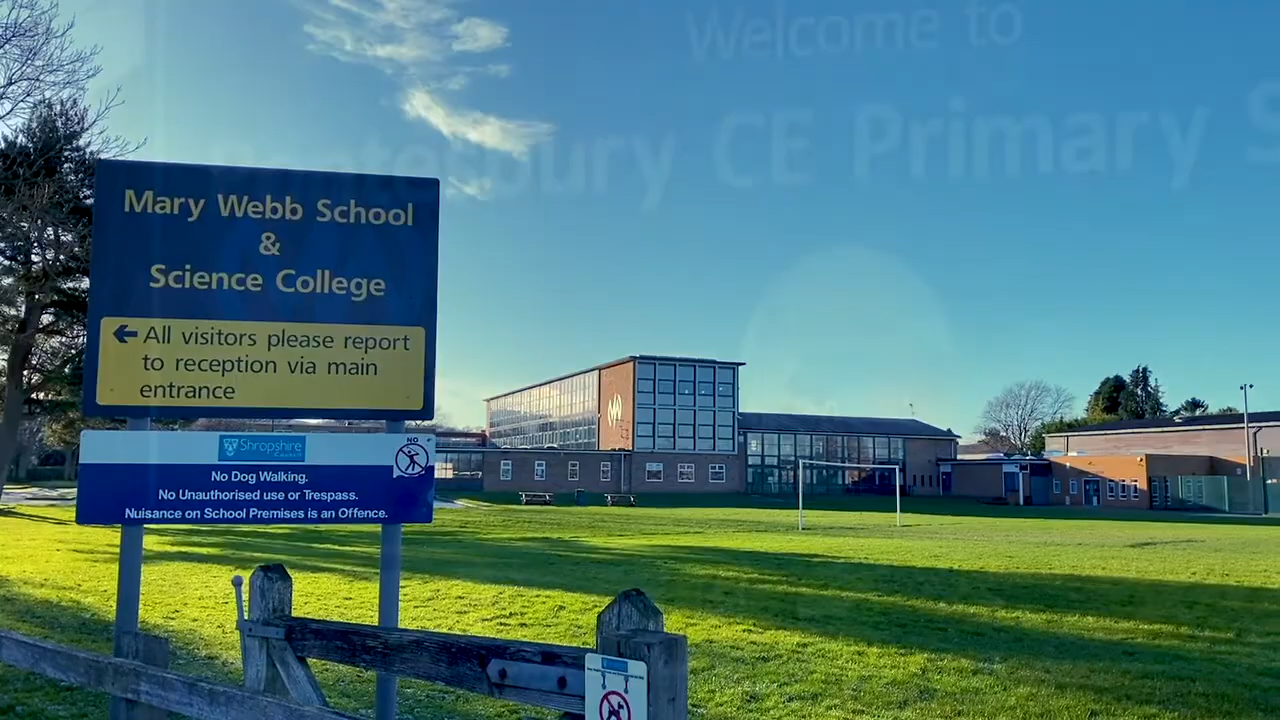 Welcome to
CE Primary
Mary Webb School
&
Science College
All visitors please report
to reception via main
entrance
Shropshire
Council
NO
No Dog Walking.
No Unauthorised use or Trespass.
Nuisance on School Premises is an Offence.